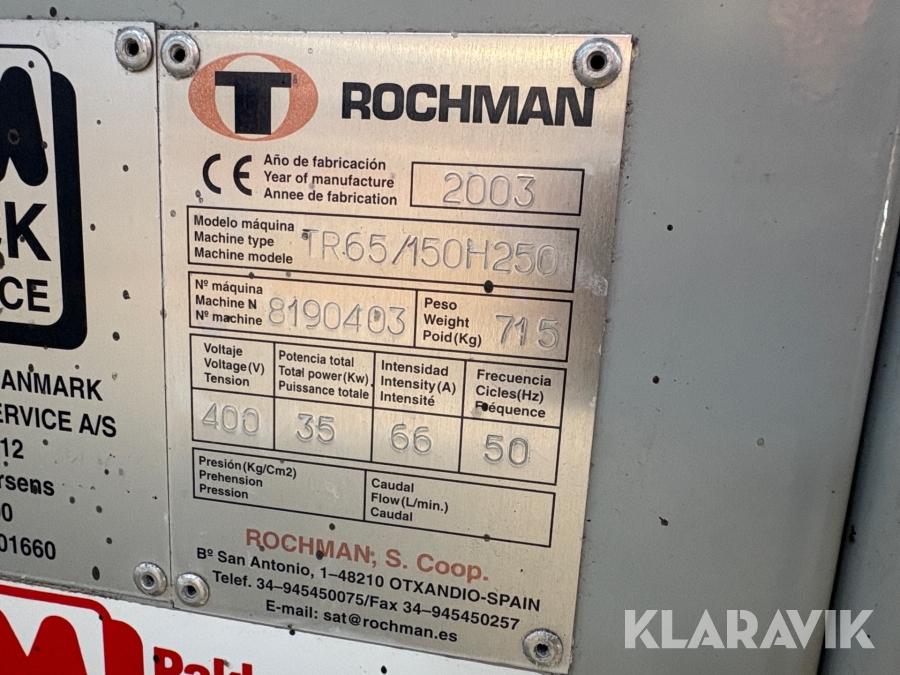 T ROCHMAN
CE
Año de fabricación
Year of manufacture
Annee de fabrication
2003
Modelo máquina
Machine type
Machine modele
TR65/150H250
Nº máquina
Machine N
Nº machine
8190403
Peso
Weight
Poid(Kg)
715
Voltaje
Voltage(V)
Tension
400
Potencia total
Total power(Kw)
Puissance totale
35
Intensidad
Intensity(A)
Intensité
66
Frecuencia
Cicles(Hz)
Fréquence
50
Presión(Kg/Cm2)
Prehension
Pression
Caudal
Flow(L/min.)
Caudal
ROCHMAN, S. Coop.
Bº San Antonio, 1-48210 OTXANDIO-SPAIN
Telef. 34-945450075/Fax 34-945450257
E-mail: sat@rochman.es
M
CK
CE
ANMARK
ERVICE A/S
12
rsens
0
01660
KLARAVIK